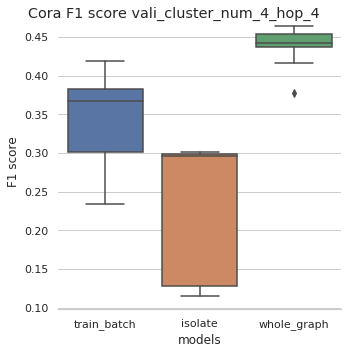 Cora F1 score vali_cluster_num_4_hop_4
0.45
0.40
0.35
0.30
0.25
0.20
0.15
0.10
F1 score
train_batch isolate whole_graph
models